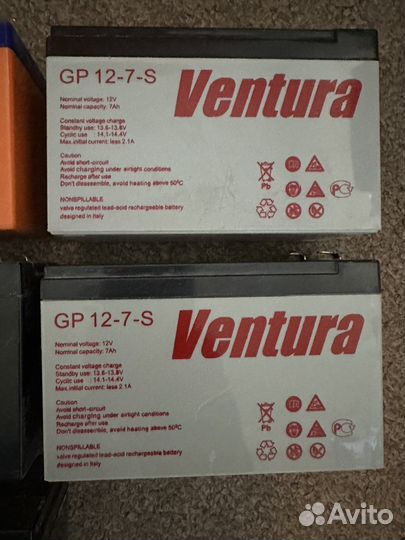 GP 12-7-S
Ventura
Nominal voltage: 12V
Nominal capacity: 7Ah
Constant voltage charge
Standby use: 13.6-13.8V
Cyclic use : 14.1-14.4V
Max.initial current: less 2.1A
Caution
Avoid short-circuit
Avoid charging under airtight conditions
Recharge after use
Don't disassemble, avoid heating above 50°C
NONSPILLABLE
valve regulated lead-acid rechargeable battery
designed in Italy
Pb
GP 12-7-S
Ventura
Nominal voltage: 12V
Nominal capacity: 7Ah
Constant voltage charge
Standby use: 13.6-13.8V
Cyclic use : 14.1-14.4V
Max.initial current: less 2.1A
Caution
Avoid short-circuit
Avoid charging under airtight conditions
Recharge after use
Don't disassemble, avoid heating above 50°C
NONSPILLABLE
valve regulated lead-acid rechargeable battery
designed in Italy
Pb
Avito